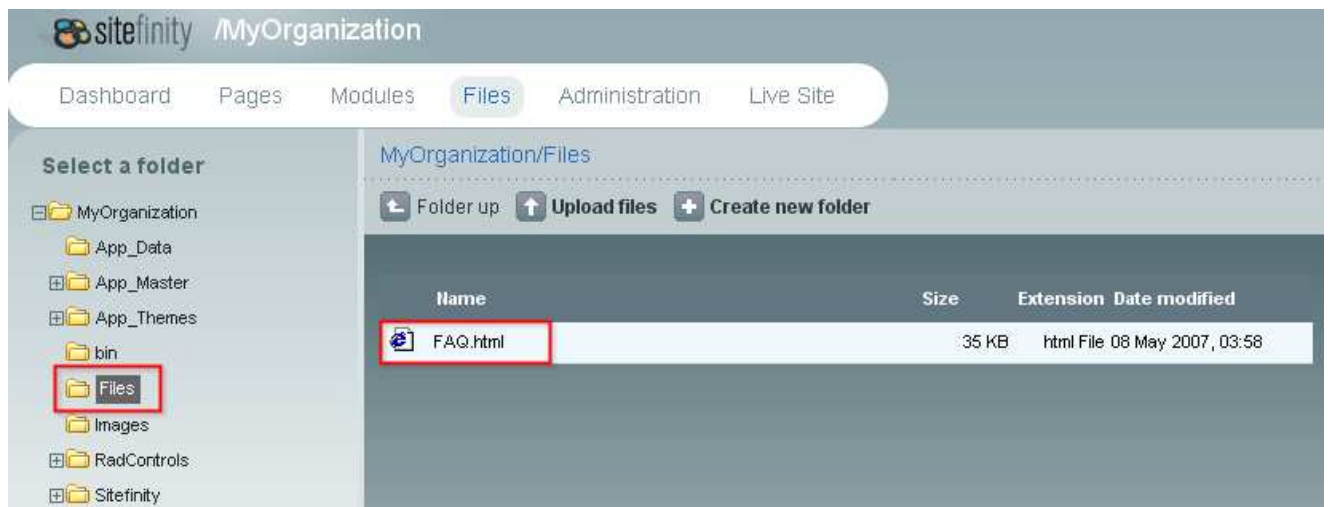 sitefinity /MyOrganization
Dashboard Pages Modules Files Administration Live Site
Select a folder
MyOrganization
App_Data
App_Master
App_Themes
bin
Files
Images
RadControls
Sitefinity
MyOrganization/Files
Folder up Upload files Create new folder
Name Size Extension Date modified
FAQ.html 35 KB html File 08 May 2007, 03:58